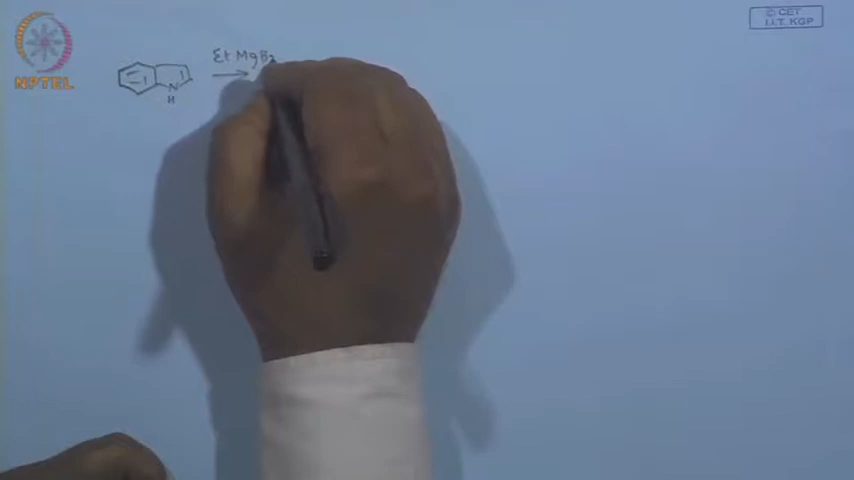 © CET
I.I.T. KGP
NPTEL
EtMgBr
N
H